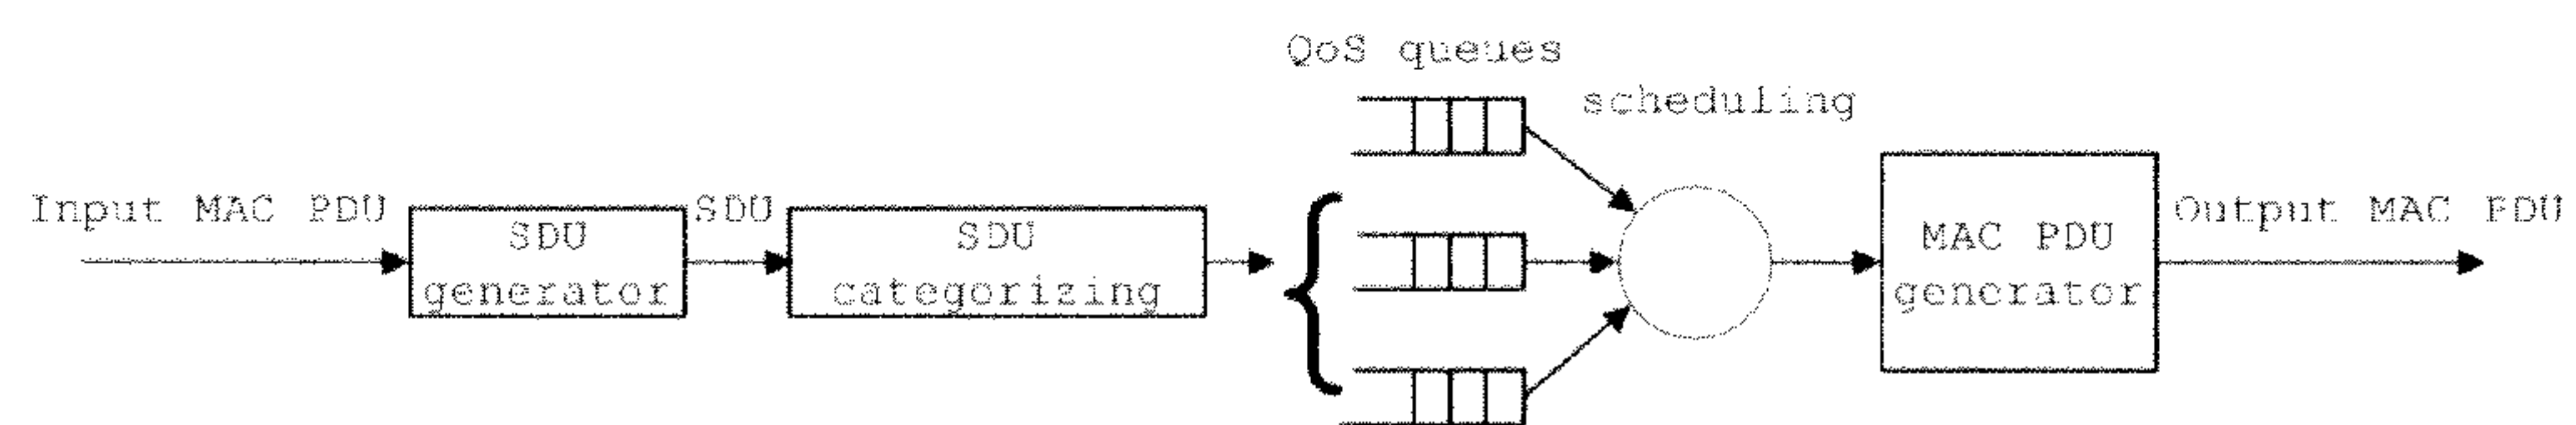 QoS queues
scheduling
Input MAC PDU
SDU
generator
SDU
SDU
categorizing
MAC PDU
generator
Output MAC PDU